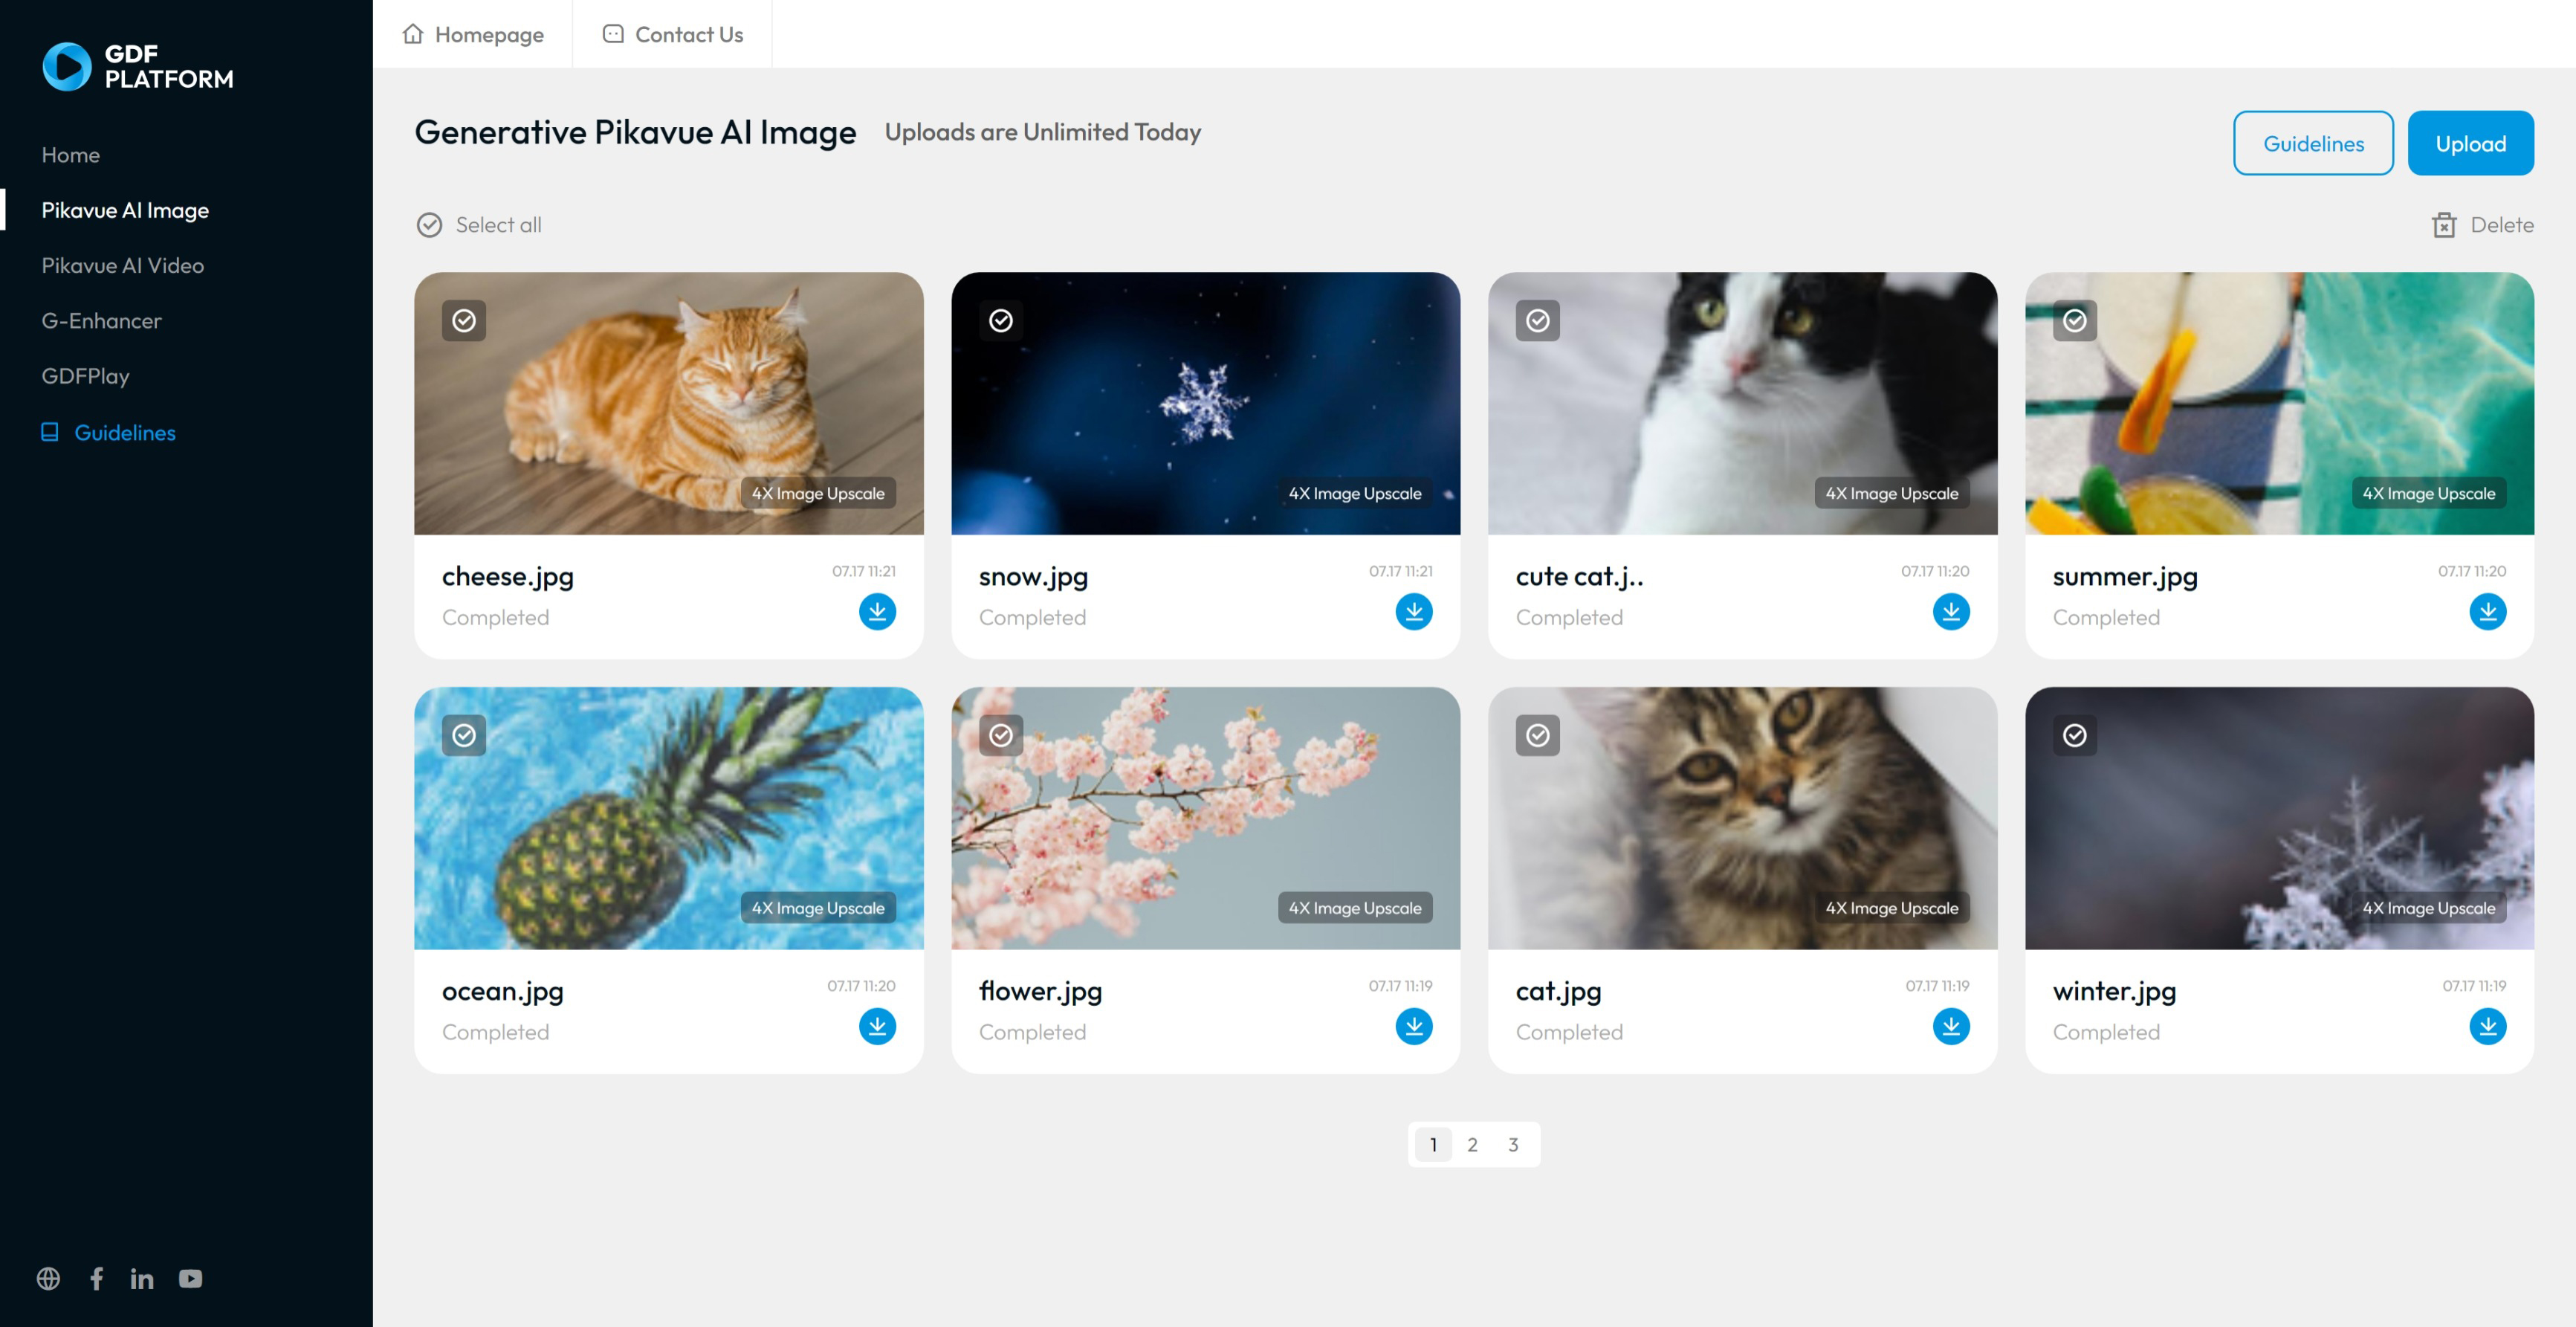 GDF
PLATFORM
Homepage
Contact Us
Home
Pikavue AI Image
Pikavue AI Video
G-Enhancer
GDFPlay
Guidelines
Generative Pikavue AI Image
Uploads are Unlimited Today
Guidelines
Upload
Select all
Delete
4X Image Upscale
4X Image Upscale
4X Image Upscale
4X Image Upscale
cheese.jpg
07.17 11:21
Completed
snow.jpg
07.17 11:21
Completed
cute cat.j..
07.17 11:20
Completed
summer.jpg
07.17 11:20
Completed
4X Image Upscale
4X Image Upscale
4X Image Upscale
4X Image Upscale
ocean.jpg
07.17 11:20
Completed
flower.jpg
07.17 11:19
Completed
cat.jpg
07.17 11:19
Completed
winter.jpg
07.17 11:19
Completed
1 2 3